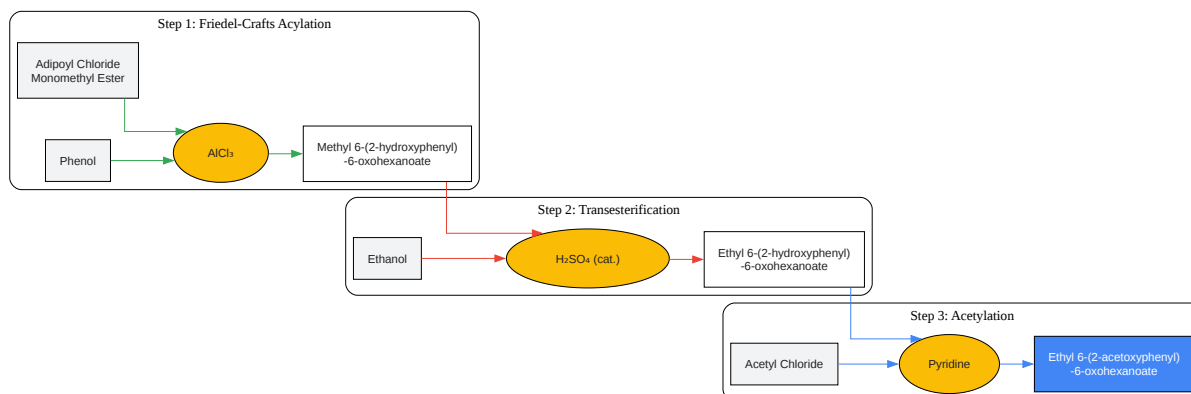 Step 1: Friedel-Crafts Acylation
Adipoyl Chloride
Monomethyl Ester
Phenol
AlCl₃
Methyl 6-(2-hydroxyphenyl)
-6-oxohexanoate
Step 2: Transesterification
Ethanol
H₂SO₄ (cat.)
Ethyl 6-(2-hydroxyphenyl)
-6-oxohexanoate
Step 3: Acetylation
Acetyl Chloride
Pyridine
Ethyl 6-(2-acetoxyphenyl)
-6-oxohexanoate